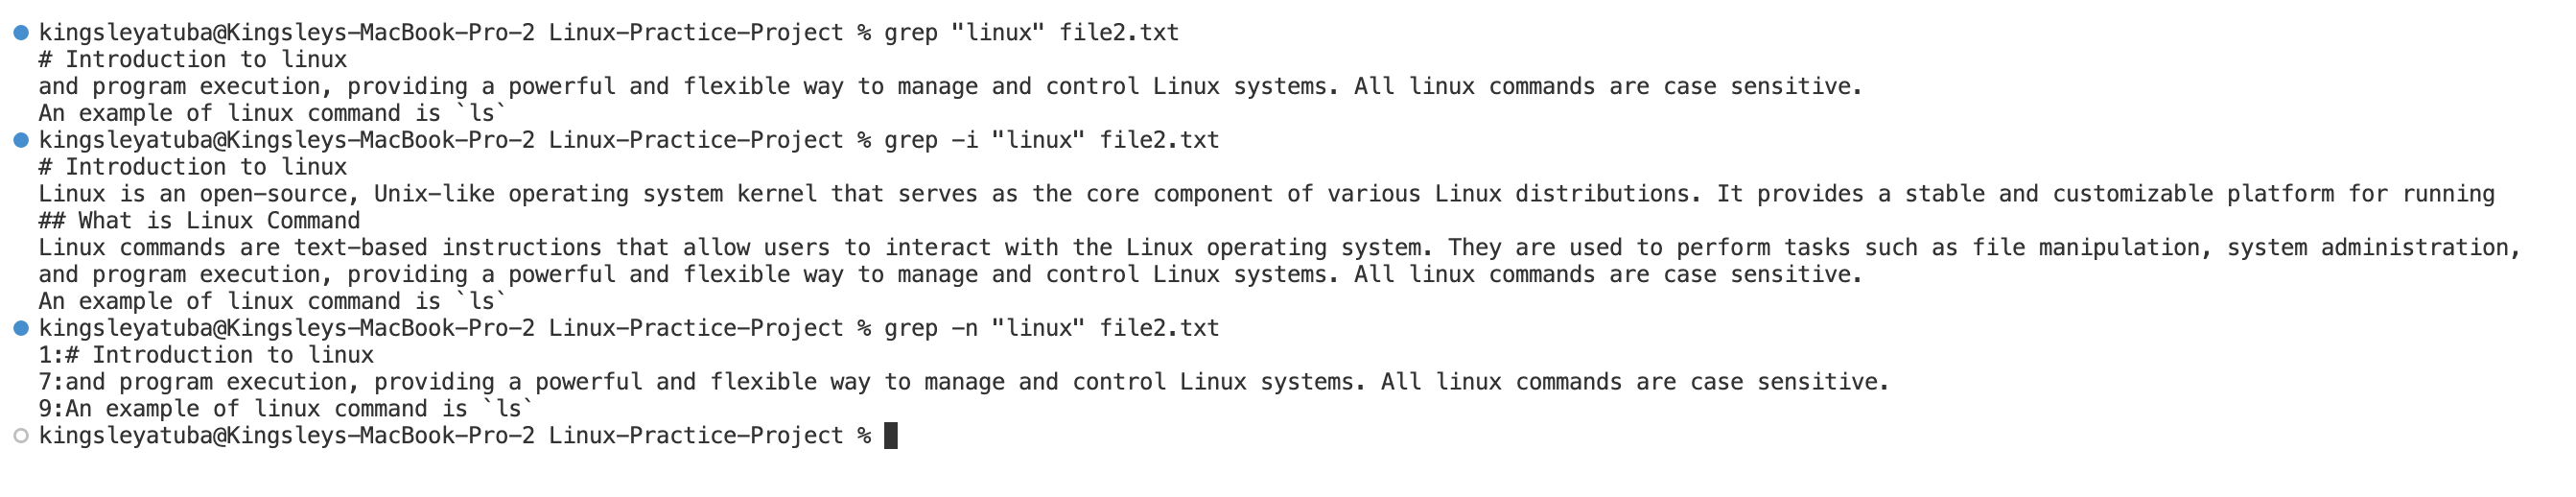 kingsleyatuba@Kingsleys-MacBook-Pro-2 Linux-Practice-Project % grep "linux" file2.txt
# Introduction to linux
and program execution, providing a powerful and flexible way to manage and control Linux systems. All linux commands are case sensitive.
An example of linux command is `ls`
kingsleyatuba@Kingsleys-MacBook-Pro-2 Linux-Practice-Project % grep -i "linux" file2.txt
# Introduction to linux
Linux is an open-source, Unix-like operating system kernel that serves as the core component of various Linux distributions. It provides a stable and customizable platform for running
## What is Linux Command
Linux commands are text-based instructions that allow users to interact with the Linux operating system. They are used to perform tasks such as file manipulation, system administration,
and program execution, providing a powerful and flexible way to manage and control Linux systems. All linux commands are case sensitive.
An example of linux command is `ls`
kingsleyatuba@Kingsleys-MacBook-Pro-2 Linux-Practice-Project % grep -n "linux" file2.txt
1:# Introduction to linux
7:and program execution, providing a powerful and flexible way to manage and control Linux systems. All linux commands are case sensitive.
9:An example of linux command is `ls`
kingsleyatuba@Kingsleys-MacBook-Pro-2 Linux-Practice-Project %